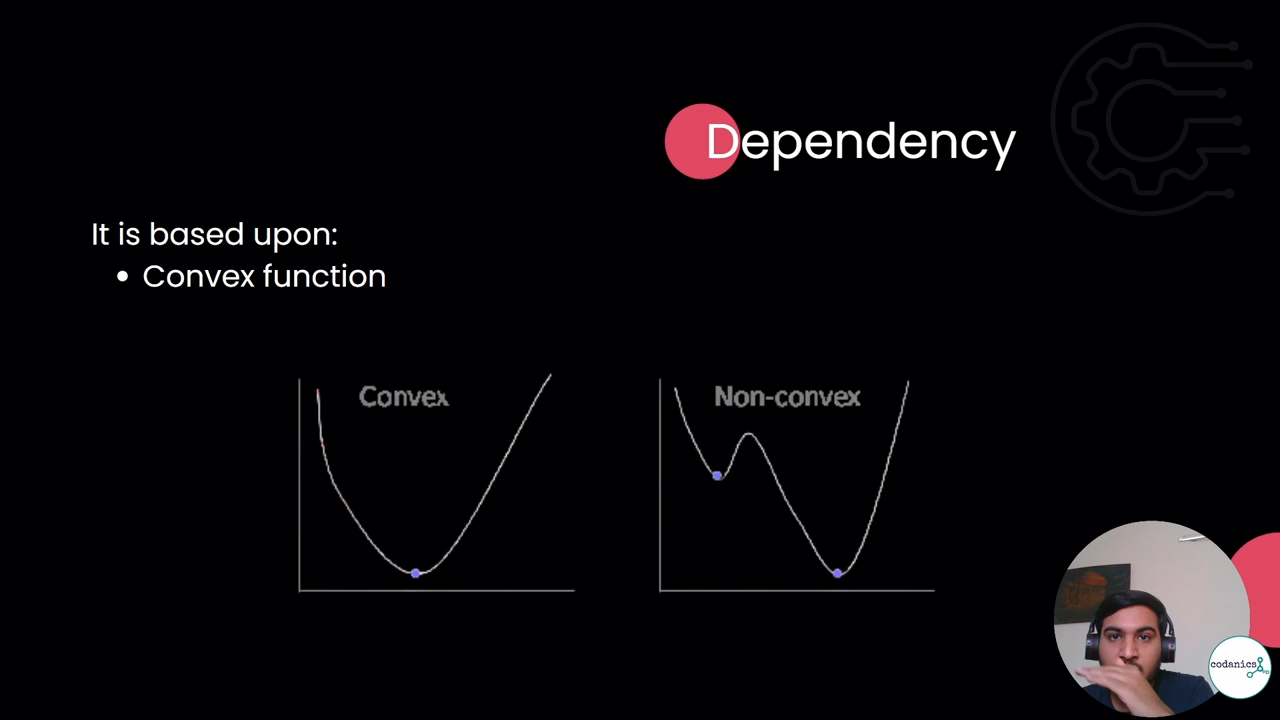 Dependency
It is based upon:
• Convex function
Convex
Non-convex
codanics